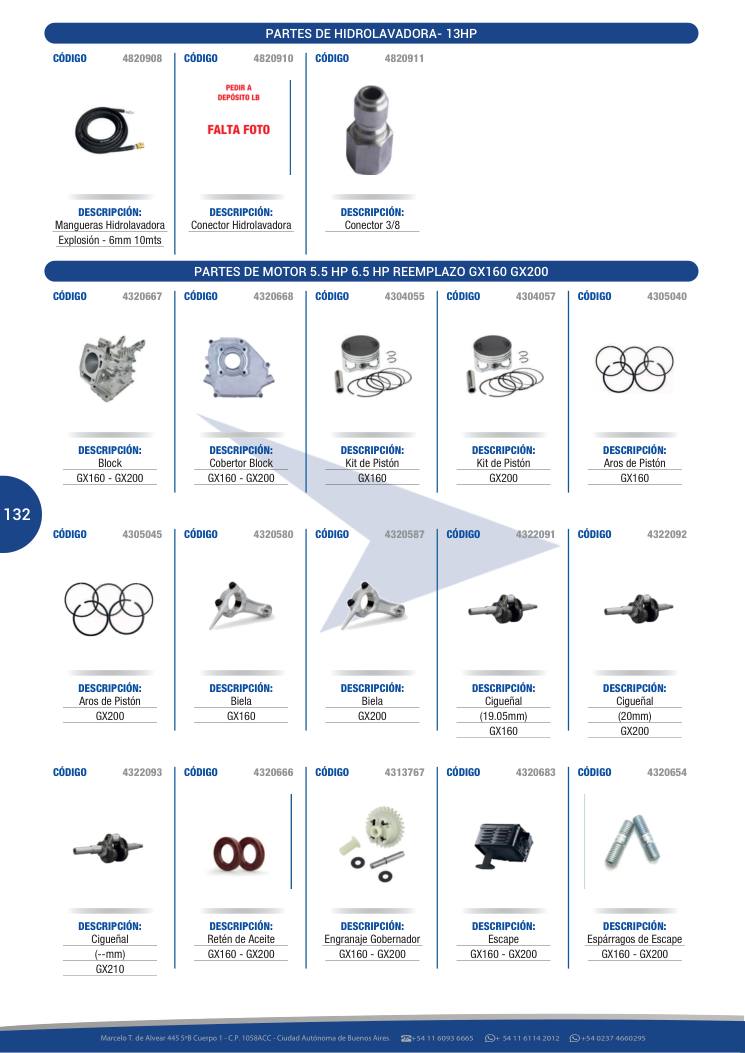 PARTES DE HIDROLAVADORA- 13HP
CÓDIGO 4820908
CÓDIGO 4820910
CÓDIGO 4820911
PEDIR A
DEPÓSITO LB
FALTA FOTO
DESCRIPCIÓN:
Mangueras Hidrolavadora
Explosión - 6mm 10mts
DESCRIPCIÓN:
Conector Hidrolavadora
DESCRIPCIÓN:
Conector 3/8
PARTES DE MOTOR 5.5 HP 6.5 HP REEMPLAZO GX160 GX200
CÓDIGO 4320667
CÓDIGO 4320668
CÓDIGO 4304055
CÓDIGO 4304057
CÓDIGO 4305040
DESCRIPCIÓN:
Block
GX160 - GX200
DESCRIPCIÓN:
Cobertor Block
GX160 - GX200
DESCRIPCIÓN:
Kit de Pistón
GX160
DESCRIPCIÓN:
Kit de Pistón
GX200
DESCRIPCIÓN:
Aros de Pistón
GX160
132
CÓDIGO 4305045
CÓDIGO 4320580
CÓDIGO 4320587
CÓDIGO 4322091
CÓDIGO 4322092
DESCRIPCIÓN:
Aros de Pistón
GX200
DESCRIPCIÓN:
Biela
GX160
DESCRIPCIÓN:
Biela
GX200
DESCRIPCIÓN:
Cigueñal
(19.05mm)
GX160
DESCRIPCIÓN:
Cigueñal
(20mm)
GX200
CÓDIGO 4322093
CÓDIGO 4320666
CÓDIGO 4313767
CÓDIGO 4320683
CÓDIGO 4320654
DESCRIPCIÓN:
Cigueñal
(--mm)
GX210
DESCRIPCIÓN:
Retén de Aceite
GX160 - GX200
DESCRIPCIÓN:
Engranaje Gobernador
GX160 - GX200
DESCRIPCIÓN:
Escape
GX160 - GX200
DESCRIPCIÓN:
Espárragos de Escape
GX160 - GX200
Marcelo T. de Alvear 445 5ºB Cuerpo 1 - C.P. 1058ACC - Ciudad Autónoma de Buenos Aires. +54 11 6093 6665 + 54 11 6114 2012 +54 0237 4660295